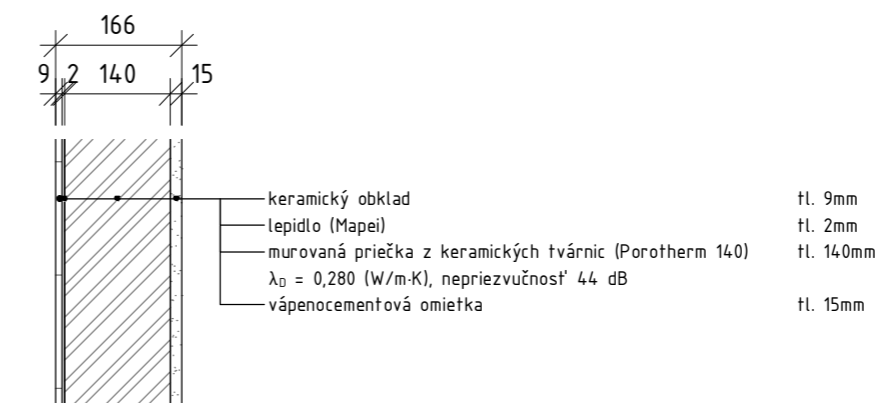 166
9 2 140 15
keramický obklad tl. 9mm
lepidlo (Mapei) tl. 2mm
murovaná priečka z keramických tvárnic (Porotherm 140) tl. 140mm
λD = 0,280 (W/m·K), nepriezvučnosť 44 dB
vápenocementová omietka tl. 15mm